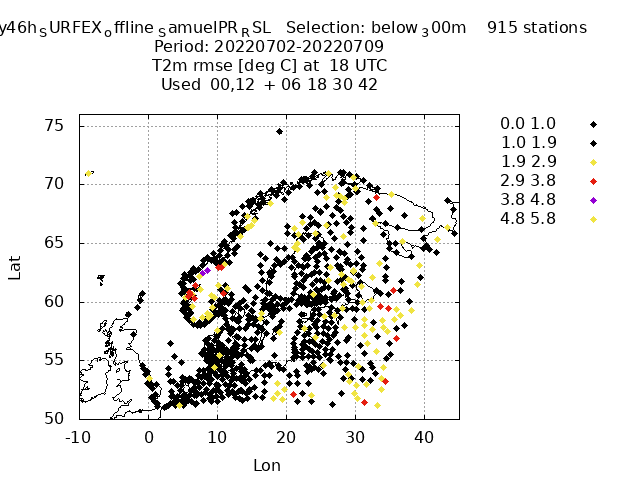 y46hSURFEXoffline SamuelPRRSL Selection: below300m 915 stations
Period: 20220702-20220709
T2m rmse [deg C] at 18 UTC
Used 00,12 + 06 18 30 42
0.0 1.0
1.0 1.9
1.9 2.9
2.9 3.8
3.8 4.8
4.8 5.8
Lat
75
70
65
60
55
50
-10 0 10 20 30 40
Lon